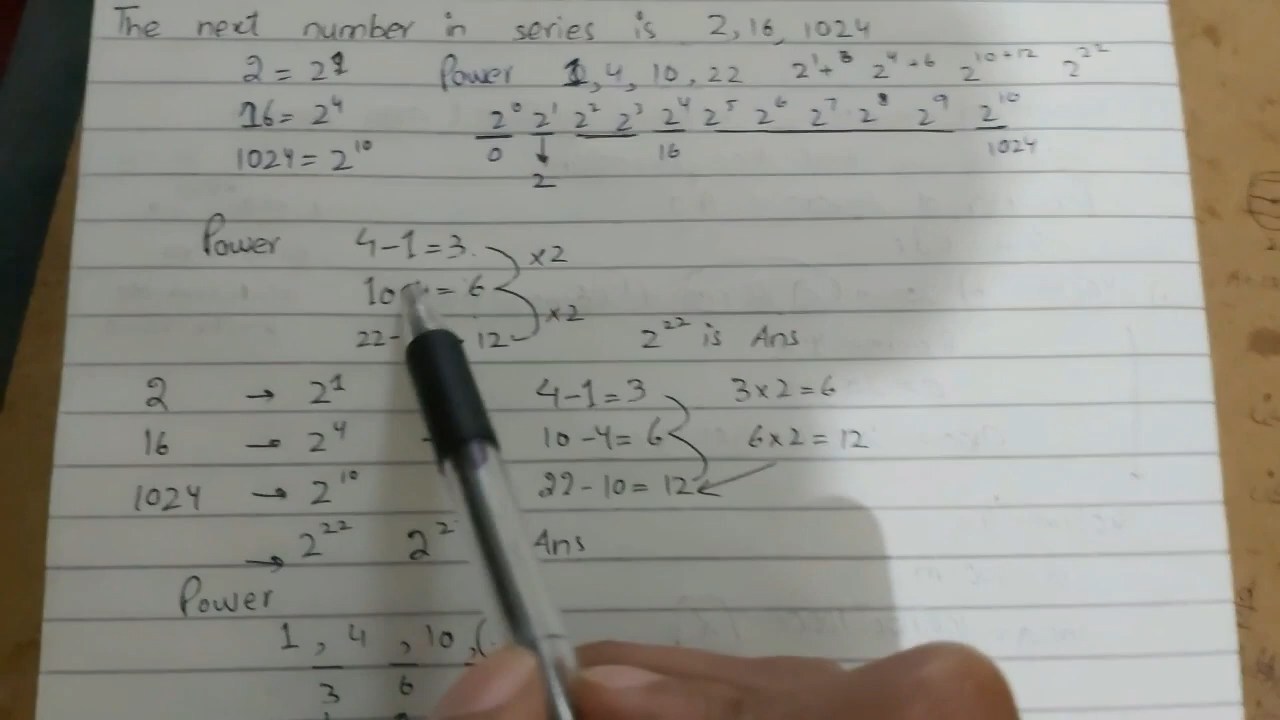 The next number in series is 2, 16, 1024
2 = 2¹ Power 1, 4, 10, 22 2¹⁺³ 2⁴⁺⁶ 2¹⁰⁺¹² 2²²
16 = 2⁴ 2⁰ 2¹ 2² 2³ 2⁴ 2⁵ 2⁶ 2⁷ 2⁸ 2⁹ 2¹⁰
1024 = 2¹⁰ 0 ↓ 16 1024
2
Power 4-1=3 ×2
10 = 6
22- 12 ×2 2²² is Ans
2 → 2¹ 4-1=3 3×2=6
16 → 2⁴ 10-4=6 6×2=12
1024 → 2¹⁰ 22-10=12
→ 2²² Ans
Power
1, 4, 10, (
3 6